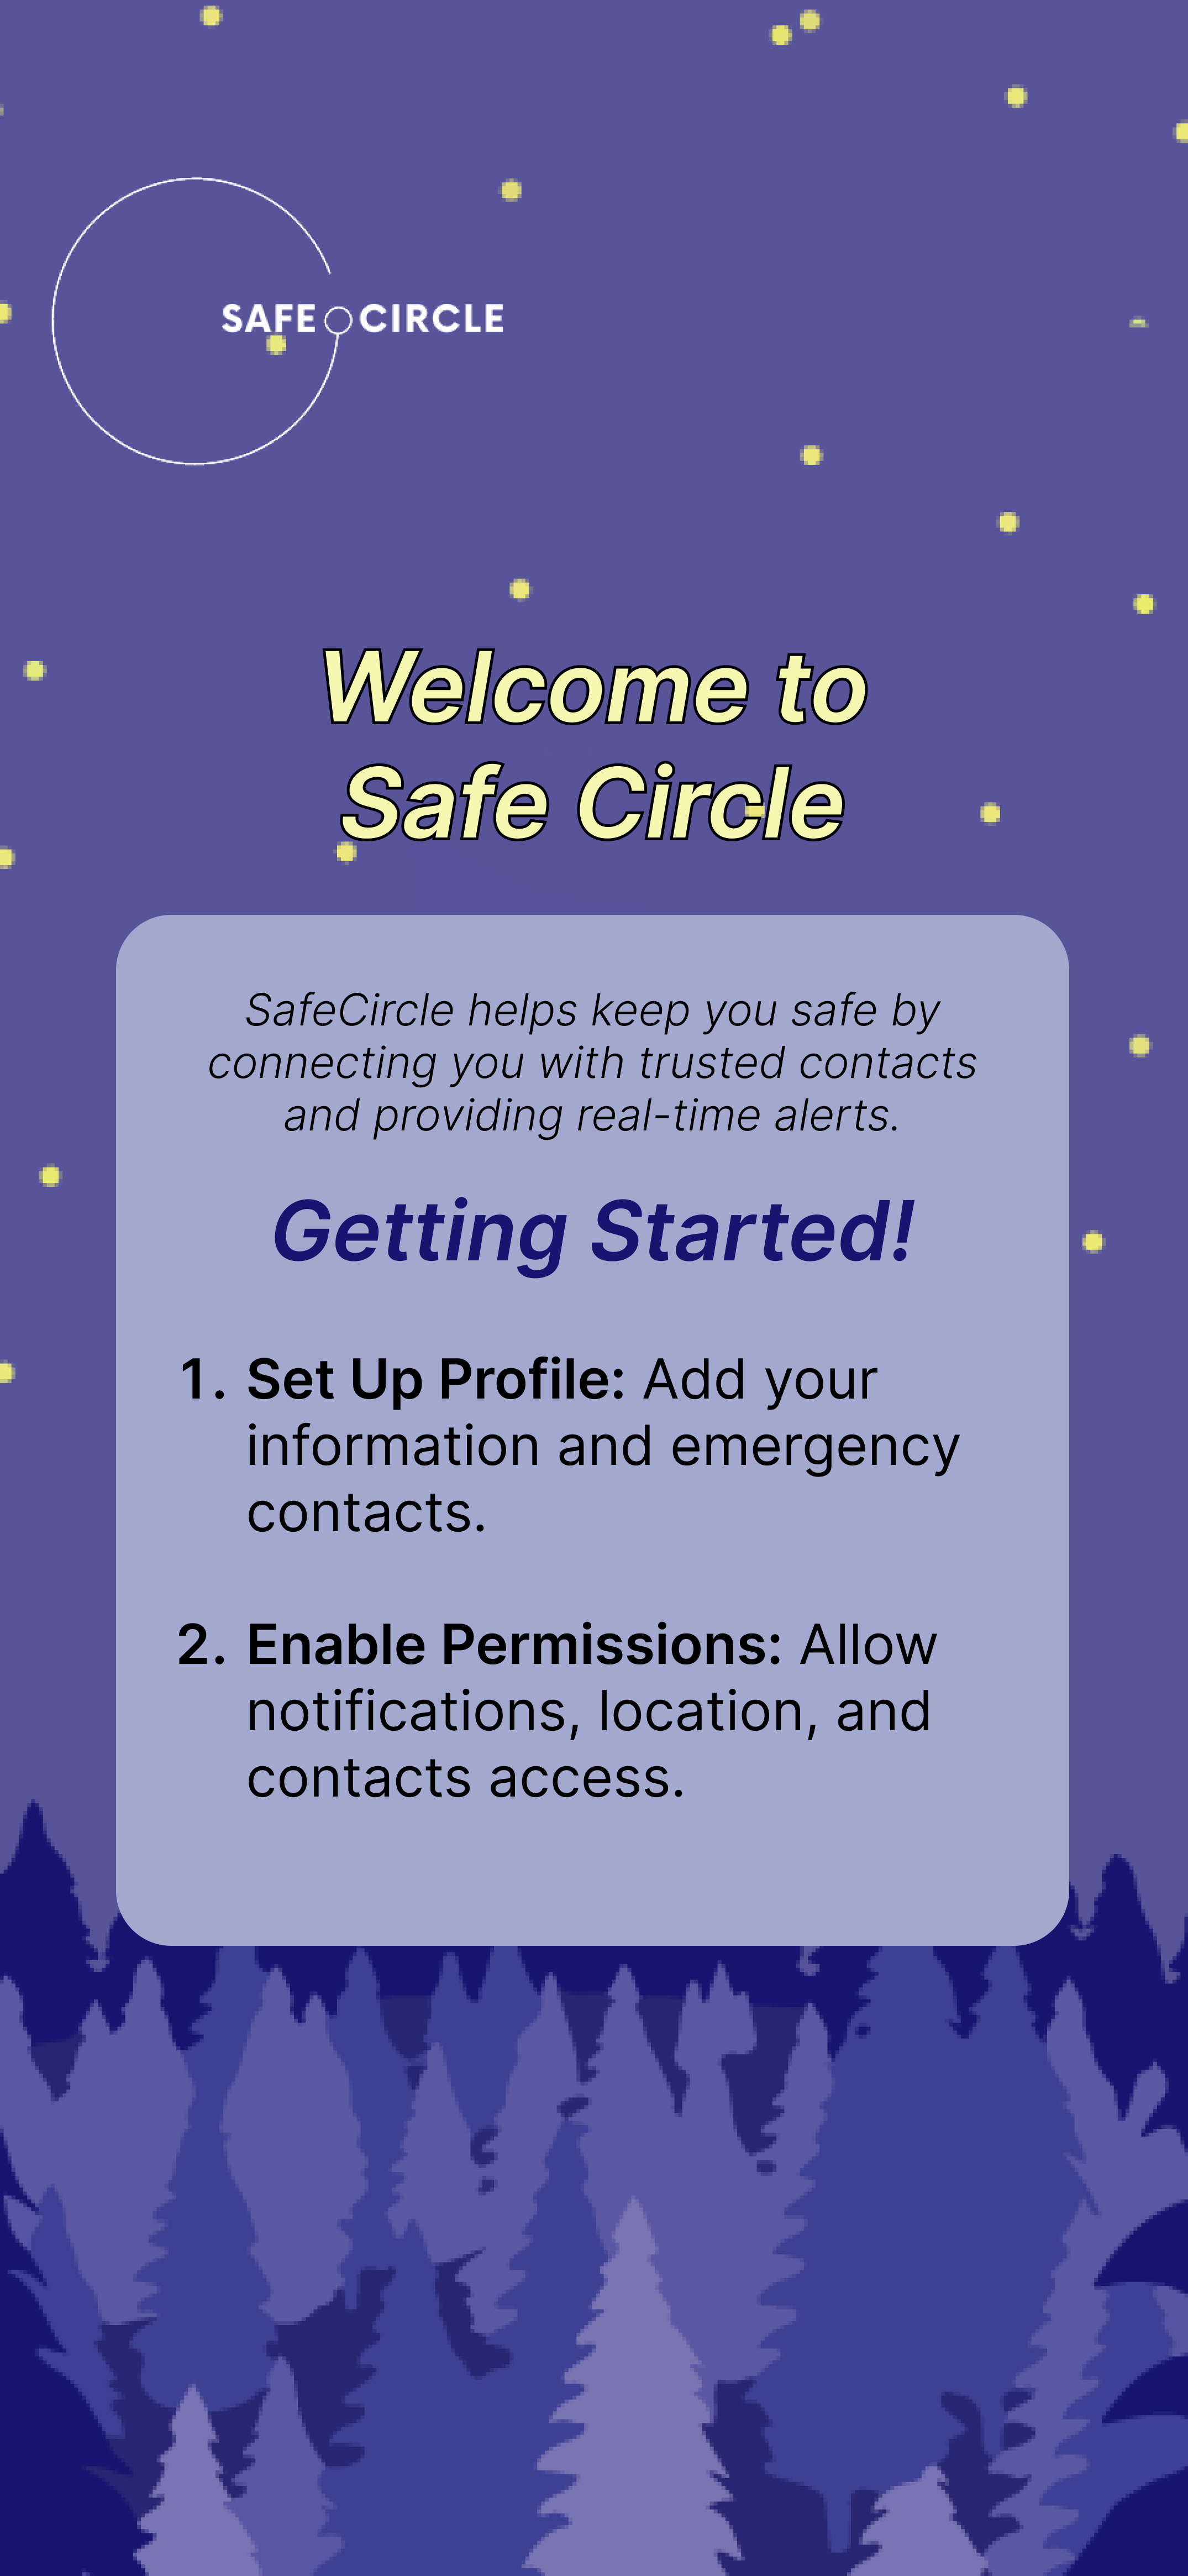 SAFE CIRCLE
Welcome to
Safe Circle
SafeCircle helps keep you safe by
connecting you with trusted contacts
and providing real-time alerts.
Getting Started!
1. Set Up Profile: Add your
information and emergency
contacts.
2. Enable Permissions: Allow
notifications, location, and
contacts access.